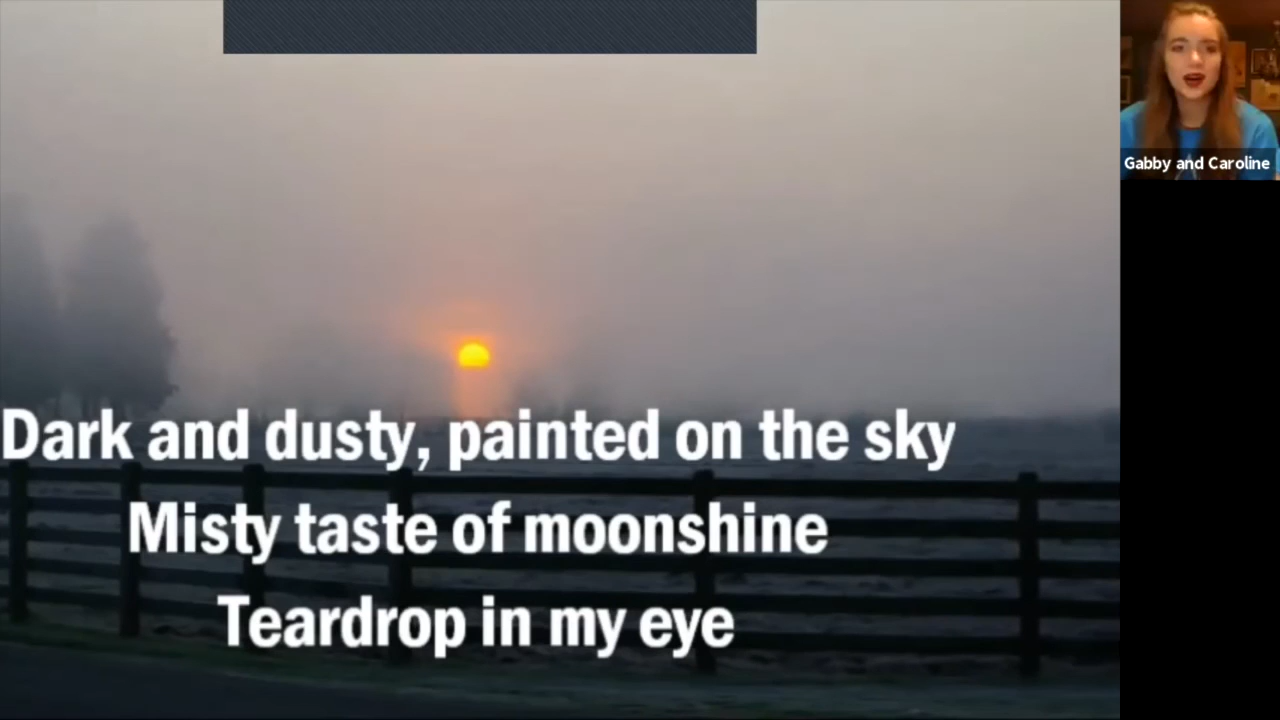 Gabby and Caroline
Dark and dusty, painted on the sky
Misty taste of moonshine
Teardrop in my eye